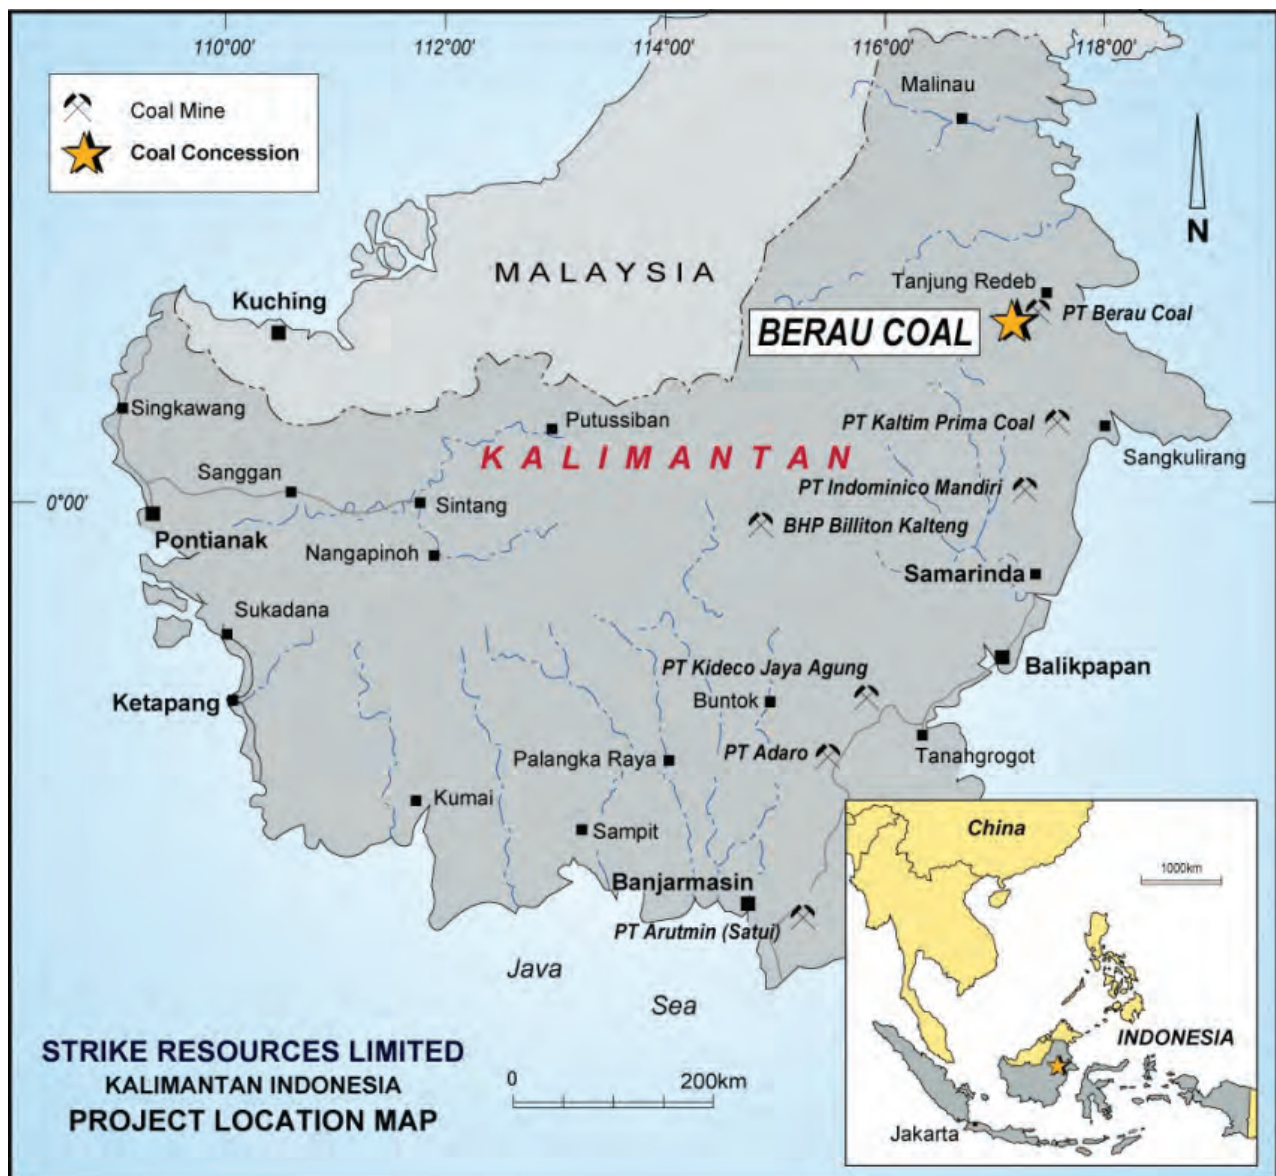 110°00'
112°00'
114°00'
116°00'
118°00'
Coal Mine
Coal Concession
Malinau
N
MALAYSIA
Tanjung Redeb
Kuching
PT Berau Coal
BERAU COAL
Singkawang
Putussiban
PT Kaltim Prima Coal
KALIMANTAN
Sangkulirang
Sanggan
PT Indominico Mandiri
0°00'
Sintang
BHP Billiton Kalteng
Pontianak
Nangapinoh
Samarinda
Sukadana
PT Kideco Jaya Agung
Balikpapan
Ketapang
Buntok
PT Adaro
Tanahgrogot
Palangka Raya
Kumai
Sampit
Banjarmasin
PT Arutmin (Satui)
Java
Sea
China
1000km
INDONESIA
Jakarta
STRIKE RESOURCES LIMITED
KALIMANTAN INDONESIA
PROJECT LOCATION MAP
0
200km